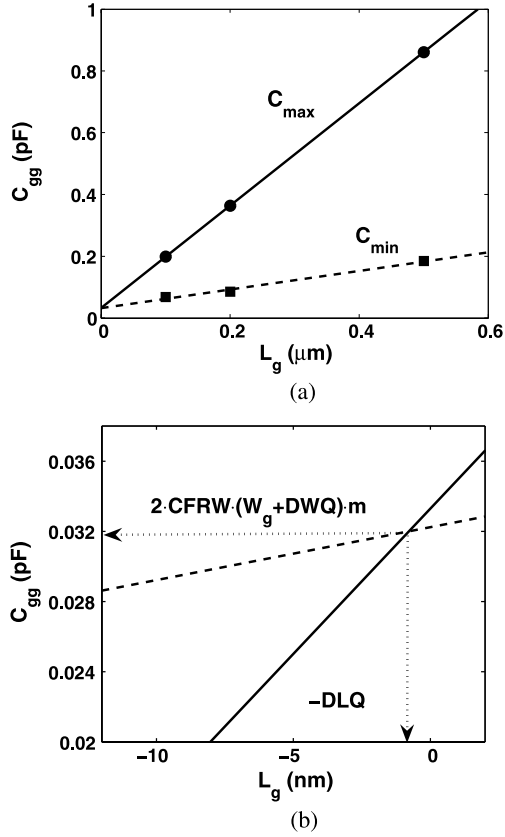 1
0.8
0.6
0.4
0.2
0
C_gg (pF)
C_max
C_min
0 0.2 0.4 0.6
L_g (μm)
(a)
0.036
0.032
0.028
0.024
0.02
C_gg (pF)
2·CFRW·(W_g+DWQ)·m
−DLQ
−10 −5 0
L_g (nm)
(b)